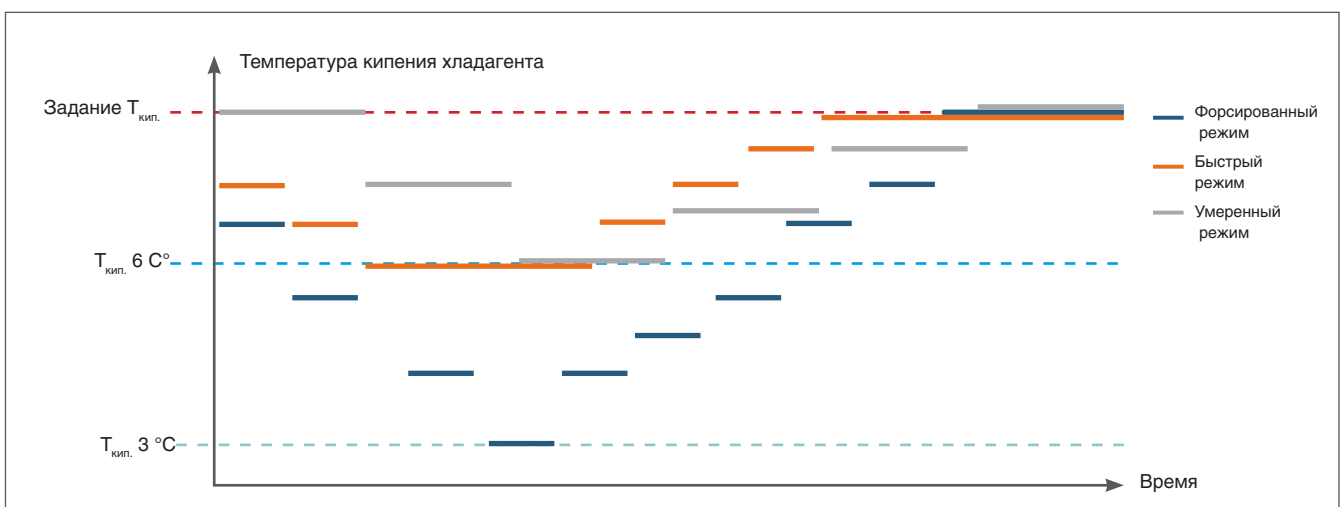 Температура кипения хладагента
Задание Ткип.
Форсированный
режим
Быстрый
режим
Умеренный
режим
Ткип. 6 С°
Ткип. 3 °С
Время